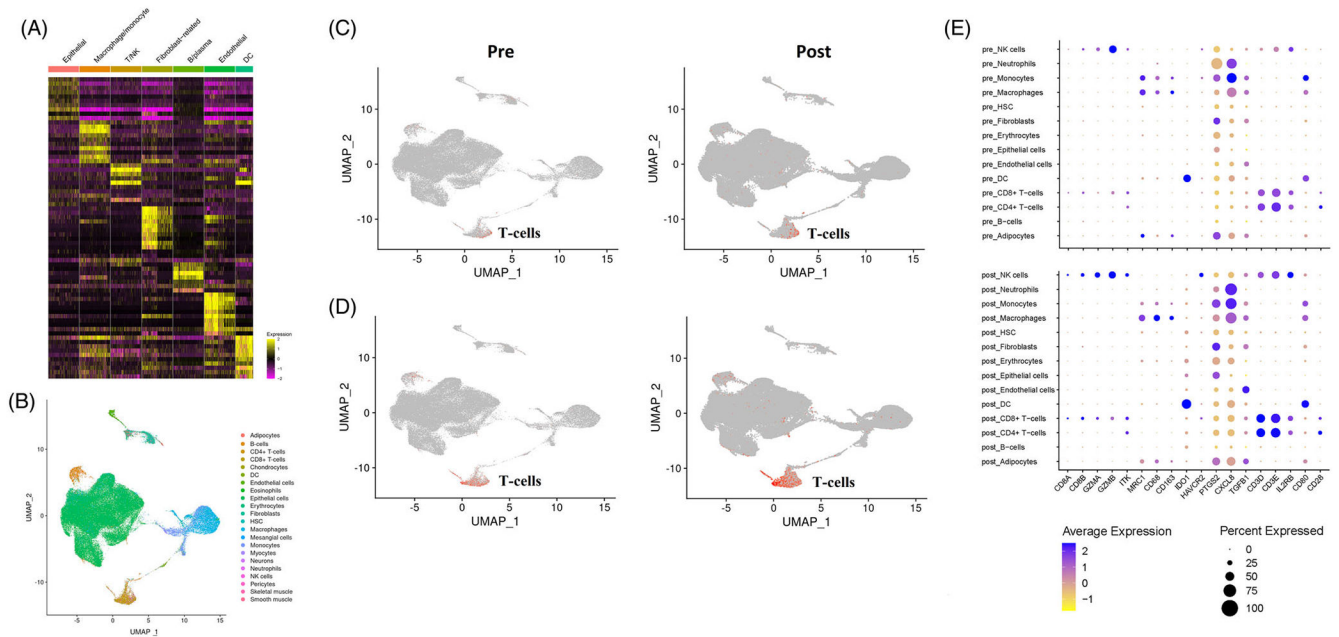 (A)
Epithelial
Macrophage/monocyte
T/NK
Fibroblast-related
B/plasma
Endothelial
DC
Expression
2
1
0
-1
-2
(B)
UMAP_2
10
0
-10
-5
0
5
10
15
UMAP_1
Adipocytes
B-cells
CD4+ T-cells
CD8+ T-cells
Chondrocytes
DC
Endothelial cells
Eosinophils
Epithelial cells
Erythrocytes
Fibroblasts
HSC
Macrophages
Mesangial cells
Monocytes
Myocytes
Neurons
Neutrophils
NK cells
Pericytes
Skeletal muscle
Smooth muscle
(C)
Pre
Post
UMAP_2
10
0
-10
T-cells
-5
0
5
10
15
UMAP_1
UMAP_2
10
0
-10
T-cells
-5
0
5
10
15
UMAP_1
(D)
UMAP_2
10
0
-10
T-cells
-5
0
5
10
15
UMAP_1
UMAP_2
10
0
-10
T-cells
-5
0
5
10
15
UMAP_1
(E)
pre_NK cells
pre_Neutrophils
pre_Monocytes
pre_Macrophages
pre_HSC
pre_Fibroblasts
pre_Erythrocytes
pre_Epithelial cells
pre_Endothelial cells
pre_DC
pre_CD8+ T-cells
pre_CD4+ T-cells
pre_B-cells
pre_Adipocytes
post_NK cells
post_Neutrophils
post_Monocytes
post_Macrophages
post_HSC
post_Fibroblasts
post_Erythrocytes
post_Epithelial cells
post_Endothelial cells
post_DC
post_CD8+ T-cells
post_CD4+ T-cells
post_B-cells
post_Adipocytes
CD8A
CD8B
GZMA
GZMB
ITK
MRC1
CD68
CD163
IDO1
HAVCR2
PTGS2
CXCL8
TGFB1
CD3D
CD3E
IL2RB
CD80
CD28
Average Expression
2
1
0
-1
Percent Expressed
0
25
50
75
100